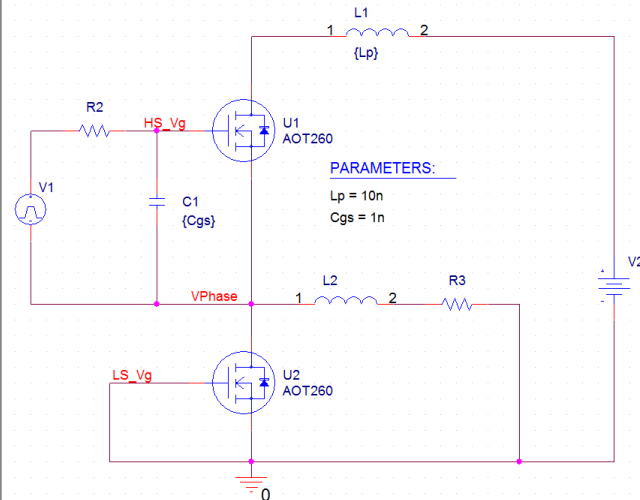 L1
1 2
{Lp}
R2
HS_Vg
U1
AOT260
PARAMETERS:
V1
C1
Lp = 10n
{Cgs}
Cgs = 1n
V2
L2
R3
VPhase
1 2
LS_Vg
U2
AOT260
0